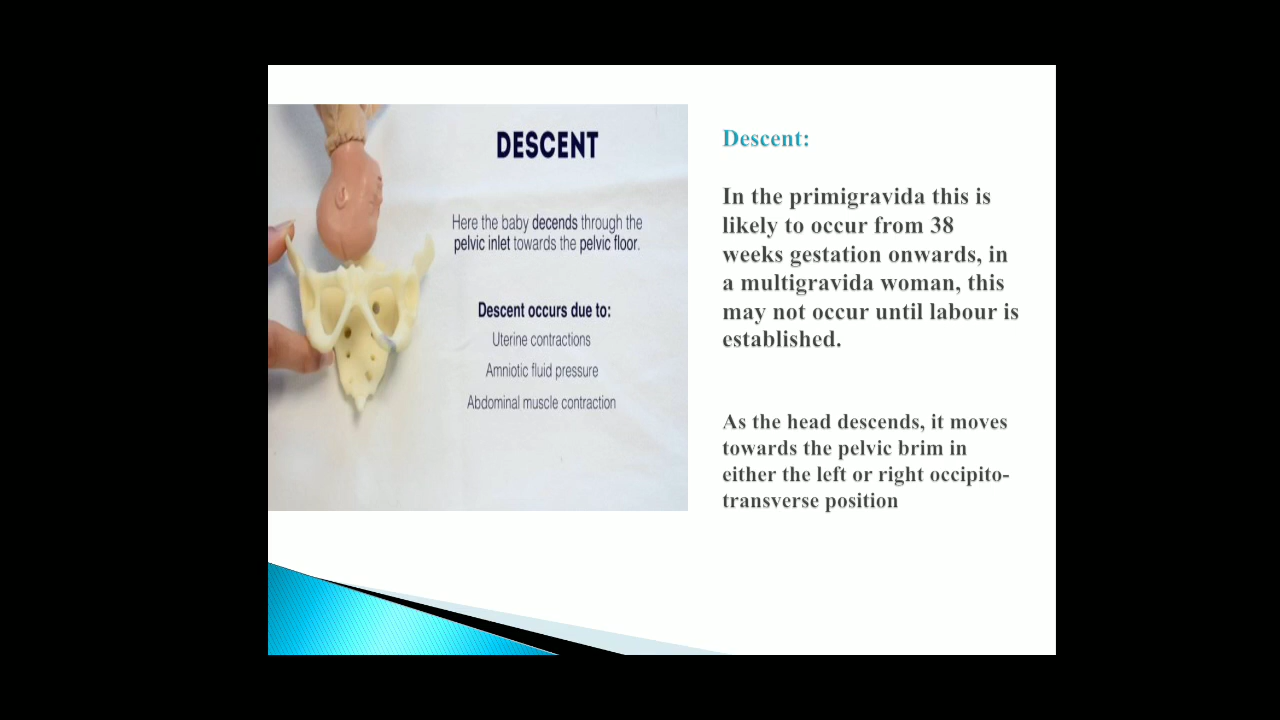 DESCENT
Here the baby decends through the
pelvic inlet towards the pelvic floor.
Descent occurs due to:
Uterine contractions
Amniotic fluid pressure
Abdominal muscle contraction
Descent:
In the primigravida this is
likely to occur from 38
weeks gestation onwards, in
a multigravida woman, this
may not occur until labour is
established.
As the head descends, it moves
towards the pelvic brim in
either the left or right occipito-
transverse position